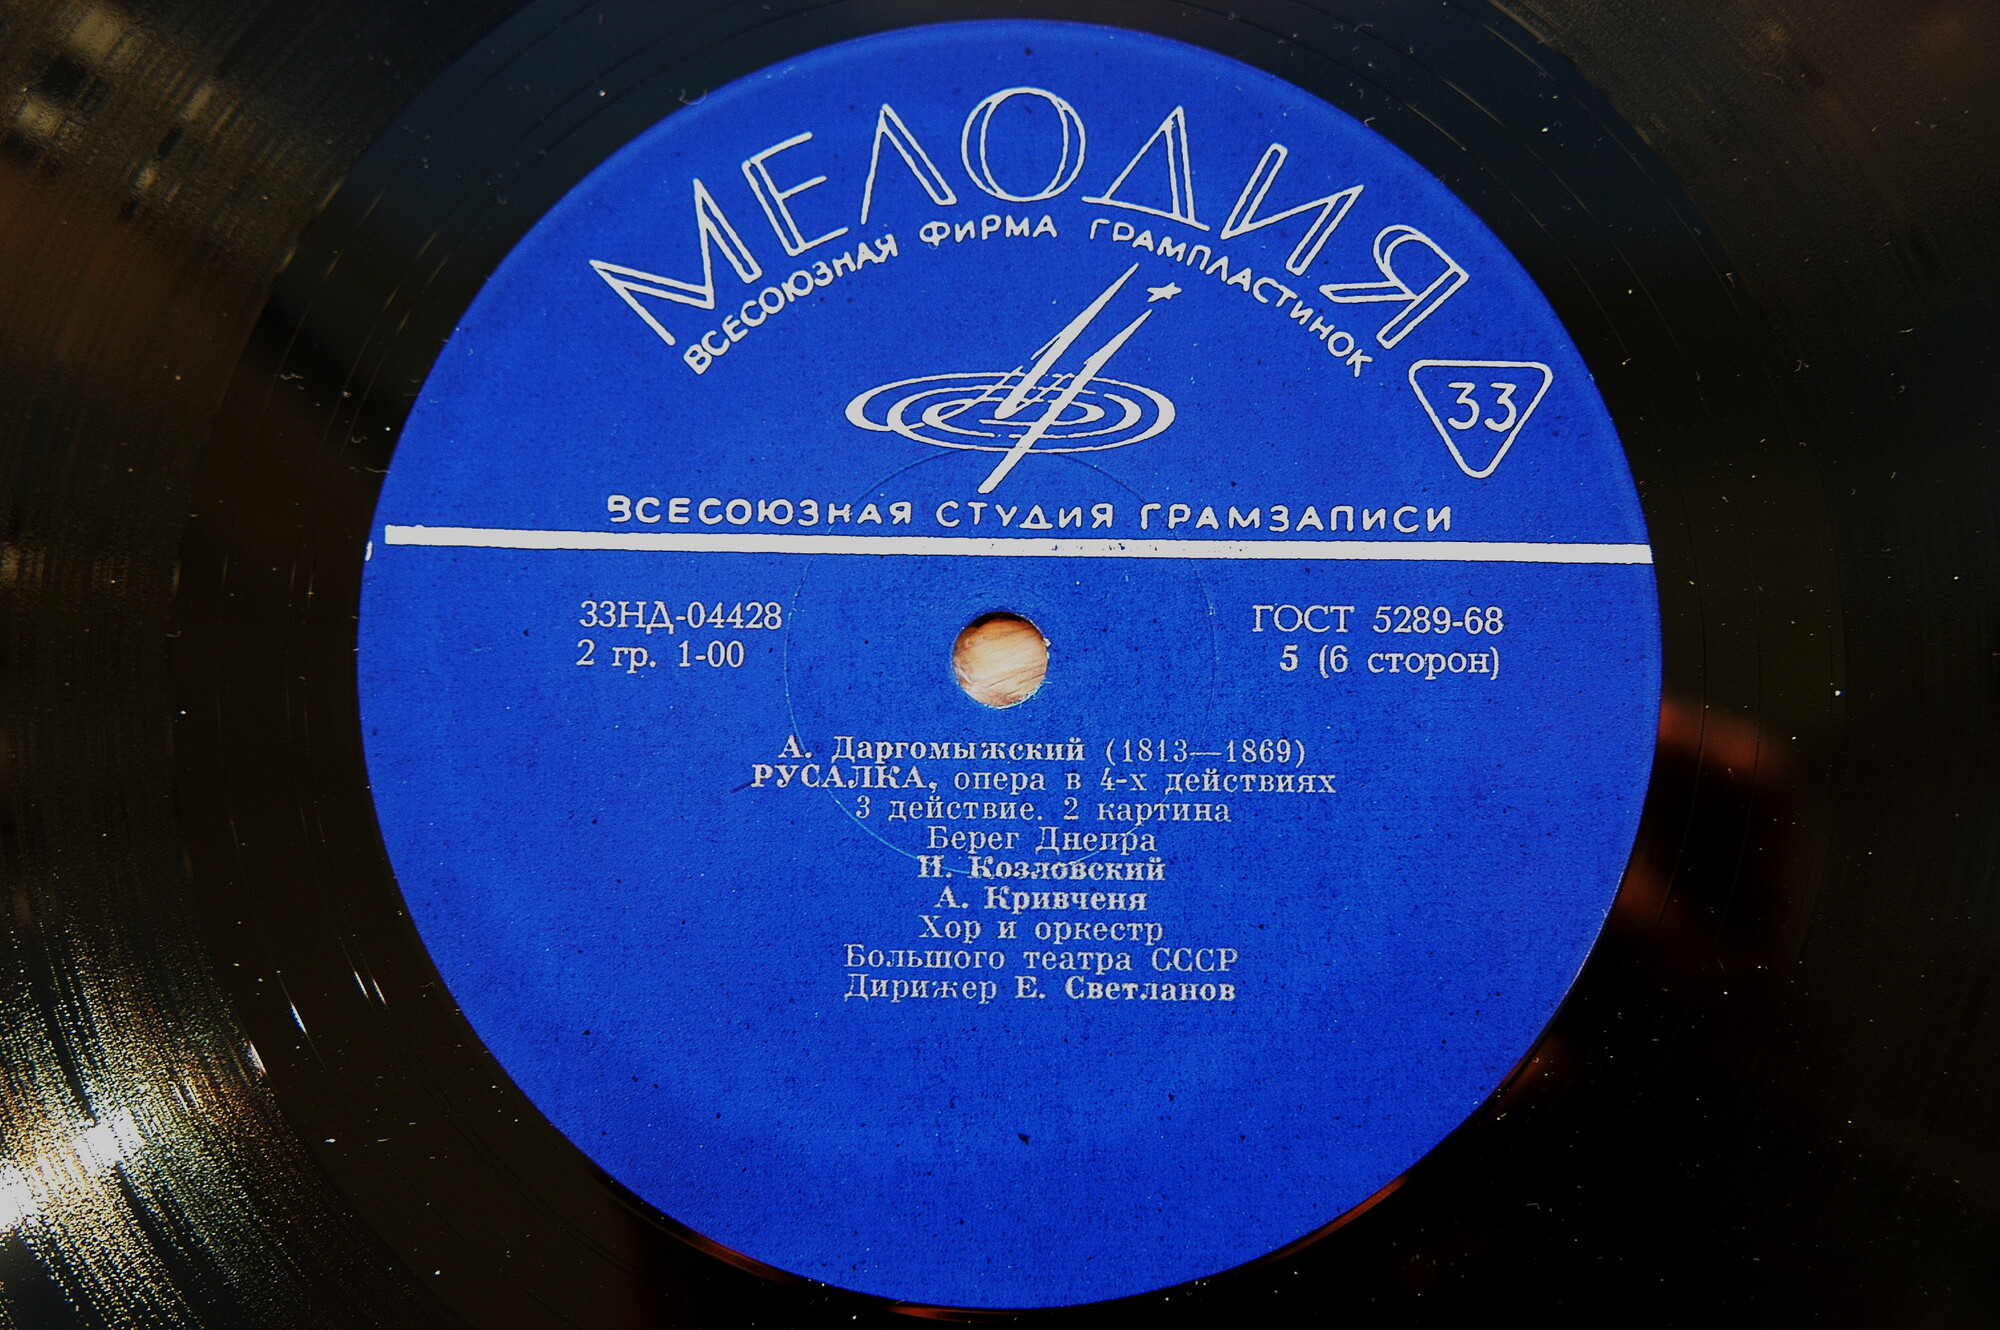 МЕЛОДИЯ
ВСЕСОЮЗНАЯ ФИРМА ГРАМПЛАСТИНОК
33
ВСЕСОЮЗНАЯ СТУДИЯ ГРАМЗАПИСИ
33НД-04428
2 гр. 1-00
ГОСТ 5289-68
5 (6 сторон)
А. Даргомыжский (1813—1869)
РУСАЛКА, опера в 4-х действиях
3 действие. 2 картина
Берег Днепра
И. Козловский
А. Кривченя
Хор и оркестр
Большого театра СССР
Дирижер Е. Светланов